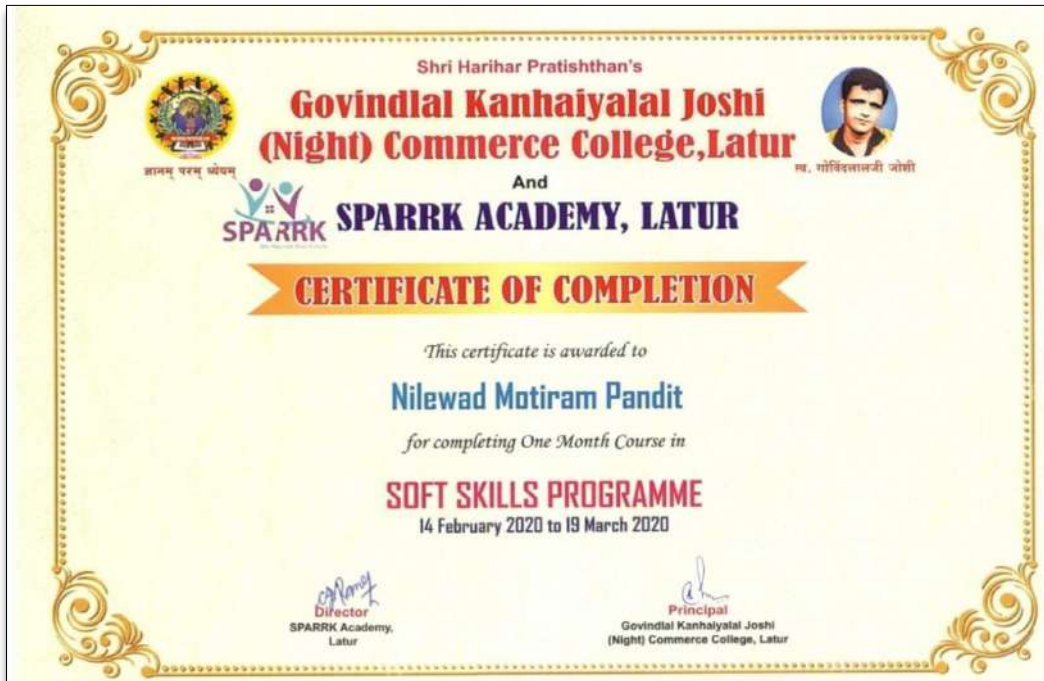 Shri Harihar Pratishthan's
Govindlal Kanhaiyalal Joshi
(Night) Commerce College,Latur
ज्ञानम् परम् ध्येयम्
स्व. गोविंदलालजी जोशी
And
SPARRK
SPARRK ACADEMY, LATUR
CERTIFICATE OF COMPLETION
This certificate is awarded to
Nilewad Motiram Pandit
for completing One Month Course in
SOFT SKILLS PROGRAMME
14 February 2020 to 19 March 2020
Director
SPARRK Academy,
Latur
Principal
Govindlal Kanhaiyalal Joshi
(Night) Commerce College, Latur